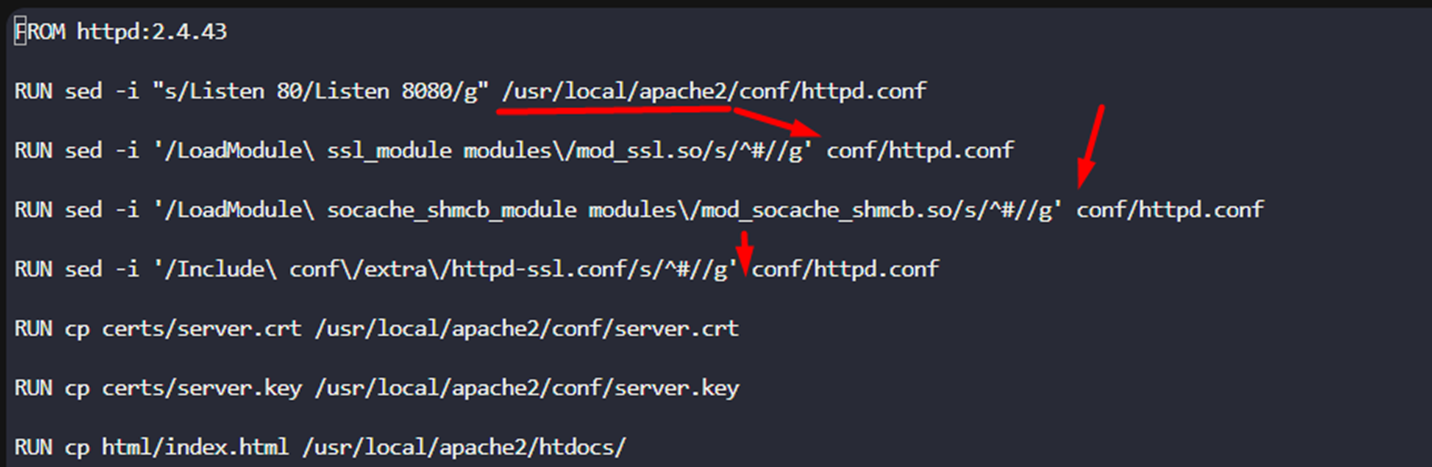 FROM httpd:2.4.43
RUN sed -i "s/Listen 80/Listen 8080/g" /usr/local/apache2/conf/httpd.conf
RUN sed -i '/LoadModule\ ssl_module modules\/mod_ssl.so/s/^#//g' conf/httpd.conf
RUN sed -i '/LoadModule\ socache_shmcb_module modules\/mod_socache_shmcb.so/s/^#//g' conf/httpd.conf
RUN sed -i '/Include\ conf\/extra\/httpd-ssl.conf/s/^#//g' conf/httpd.conf
RUN cp certs/server.crt /usr/local/apache2/conf/server.crt
RUN cp certs/server.key /usr/local/apache2/conf/server.key
RUN cp html/index.html /usr/local/apache2/htdocs/